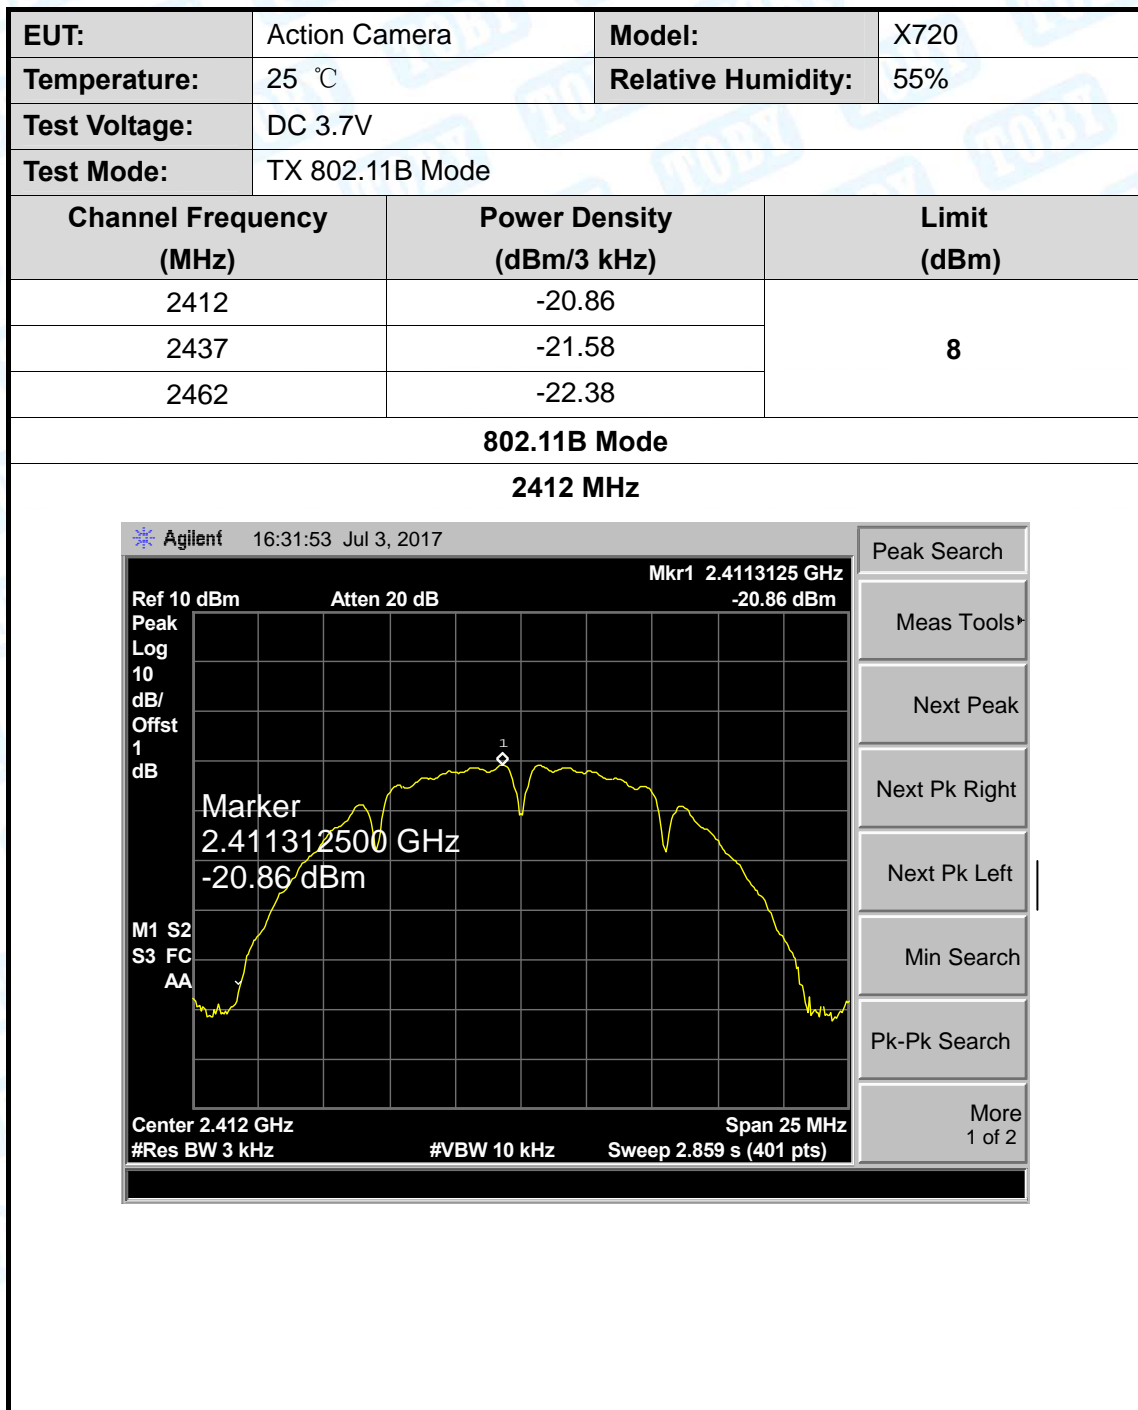 EUT: Action Camera Model: X720
Temperature: 25 ℃ Relative Humidity: 55%
Test Voltage: DC 3.7V
Test Mode: TX 802.11B Mode
Channel Frequency (MHz) Power Density (dBm/3 kHz) Limit (dBm)
2412 -20.86
2437 -21.58 8
2462 -22.38
802.11B Mode
2412 MHz
Agilent 16:31:53 Jul 3, 2017
Peak Search
Mkr1 2.4113125 GHz
Ref 10 dBm Atten 20 dB -20.86 dBm
Peak
Log
10
dB/
Offst
1
dB
1
Marker
2.411312500 GHz
-20.86 dBm
M1 S2
S3 FC
AA
Center 2.412 GHz Span 25 MHz
#Res BW 3 kHz #VBW 10 kHz Sweep 2.859 s (401 pts)
Meas Tools
Next Peak
Next Pk Right
Next Pk Left
Min Search
Pk-Pk Search
More
1 of 2
TOBY